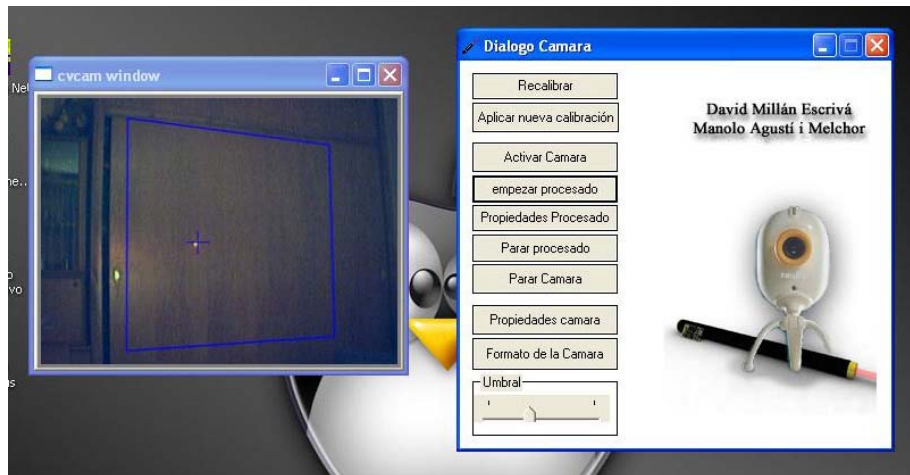 cvcam window
Dialogo Camara
Recalibrar
Aplicar nueva calibración
Activar Camara
empezar procesado
Propiedades Procesado
Parar procesado
Parar Camara
Propiedades camara
Formato de la Camara
Umbral
David Millán Escrivá
Manolo Agustí i Melchor